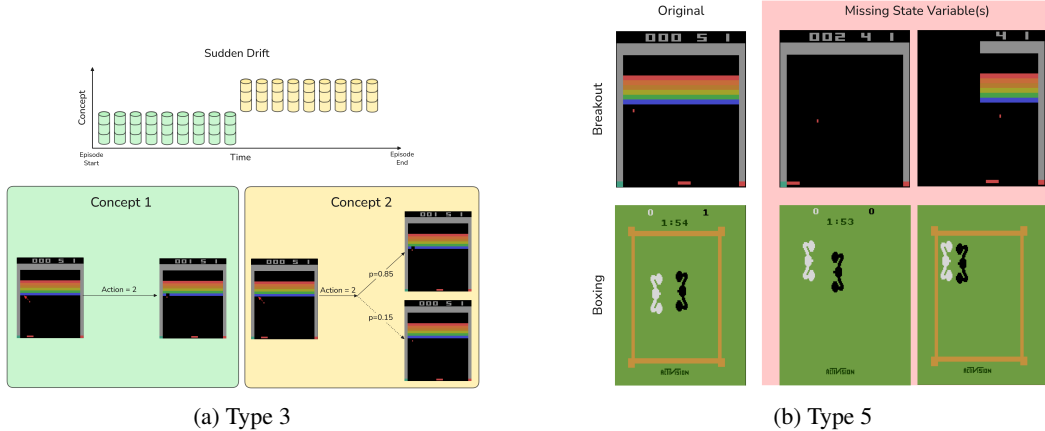 Sudden Drift
Concept
Episode
Start
Time
Episode
End
Concept 1
000 5 1
Action = 2
001 5 1
Concept 2
000 5 1
Action = 2
p=0.85
001 5 1
p=0.15
000 5 1
(a) Type 3
Original
Missing State Variable(s)
Breakout
000 5 1
002 4 1
4 1
Boxing
0 1
1:54
ACTIVISION
0 0
1:53
ACTIVISION
ACTIVISION
(b) Type 5